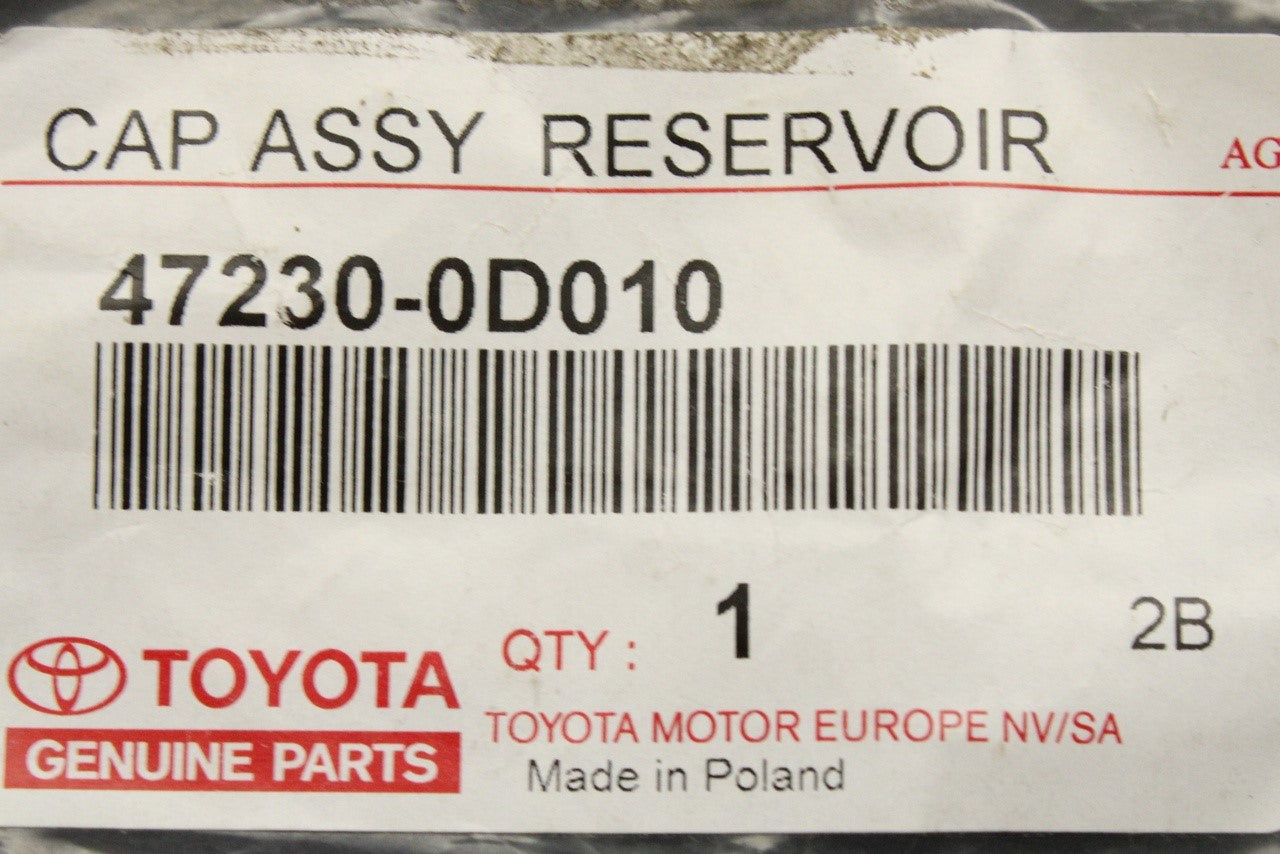 CAP ASSY RESERVOIR
AG
47230-0D010
QTY : 1 2B
TOYOTA
GENUINE PARTS
TOYOTA MOTOR EUROPE NV/SA
Made in Poland